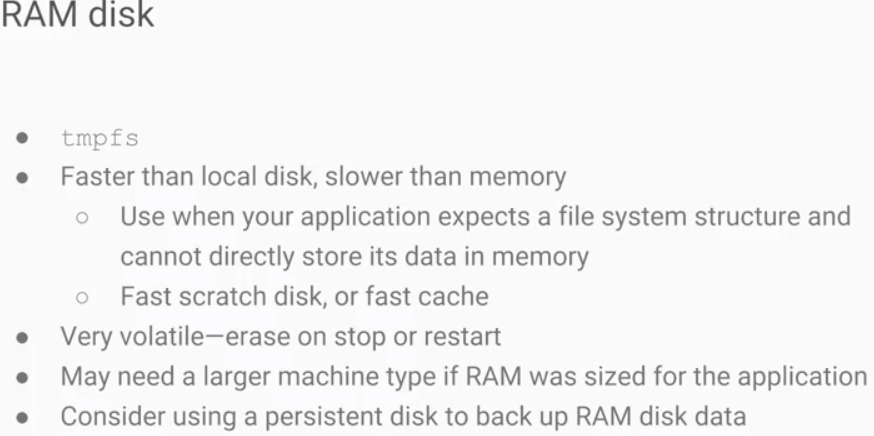 RAM disk
● tmpfs
● Faster than local disk, slower than memory
○ Use when your application expects a file system structure and
cannot directly store its data in memory
○ Fast scratch disk, or fast cache
● Very volatile—erase on stop or restart
● May need a larger machine type if RAM was sized for the application
● Consider using a persistent disk to back up RAM disk data